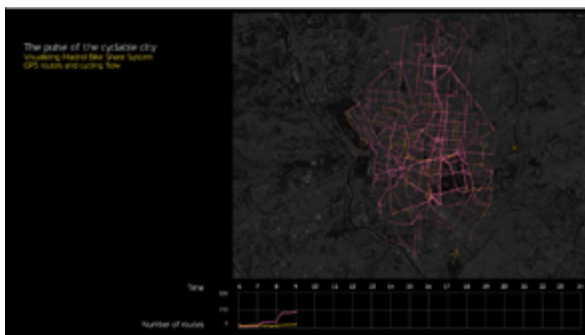 The pulse of the cyclable city
Visualizing Madrid Bike Share System
GPS routes and cycling flow
Time
6 7 8 9 10 11 12 13 14 15 16 17 18 19 20 21 22 23 24
Number of routes
0